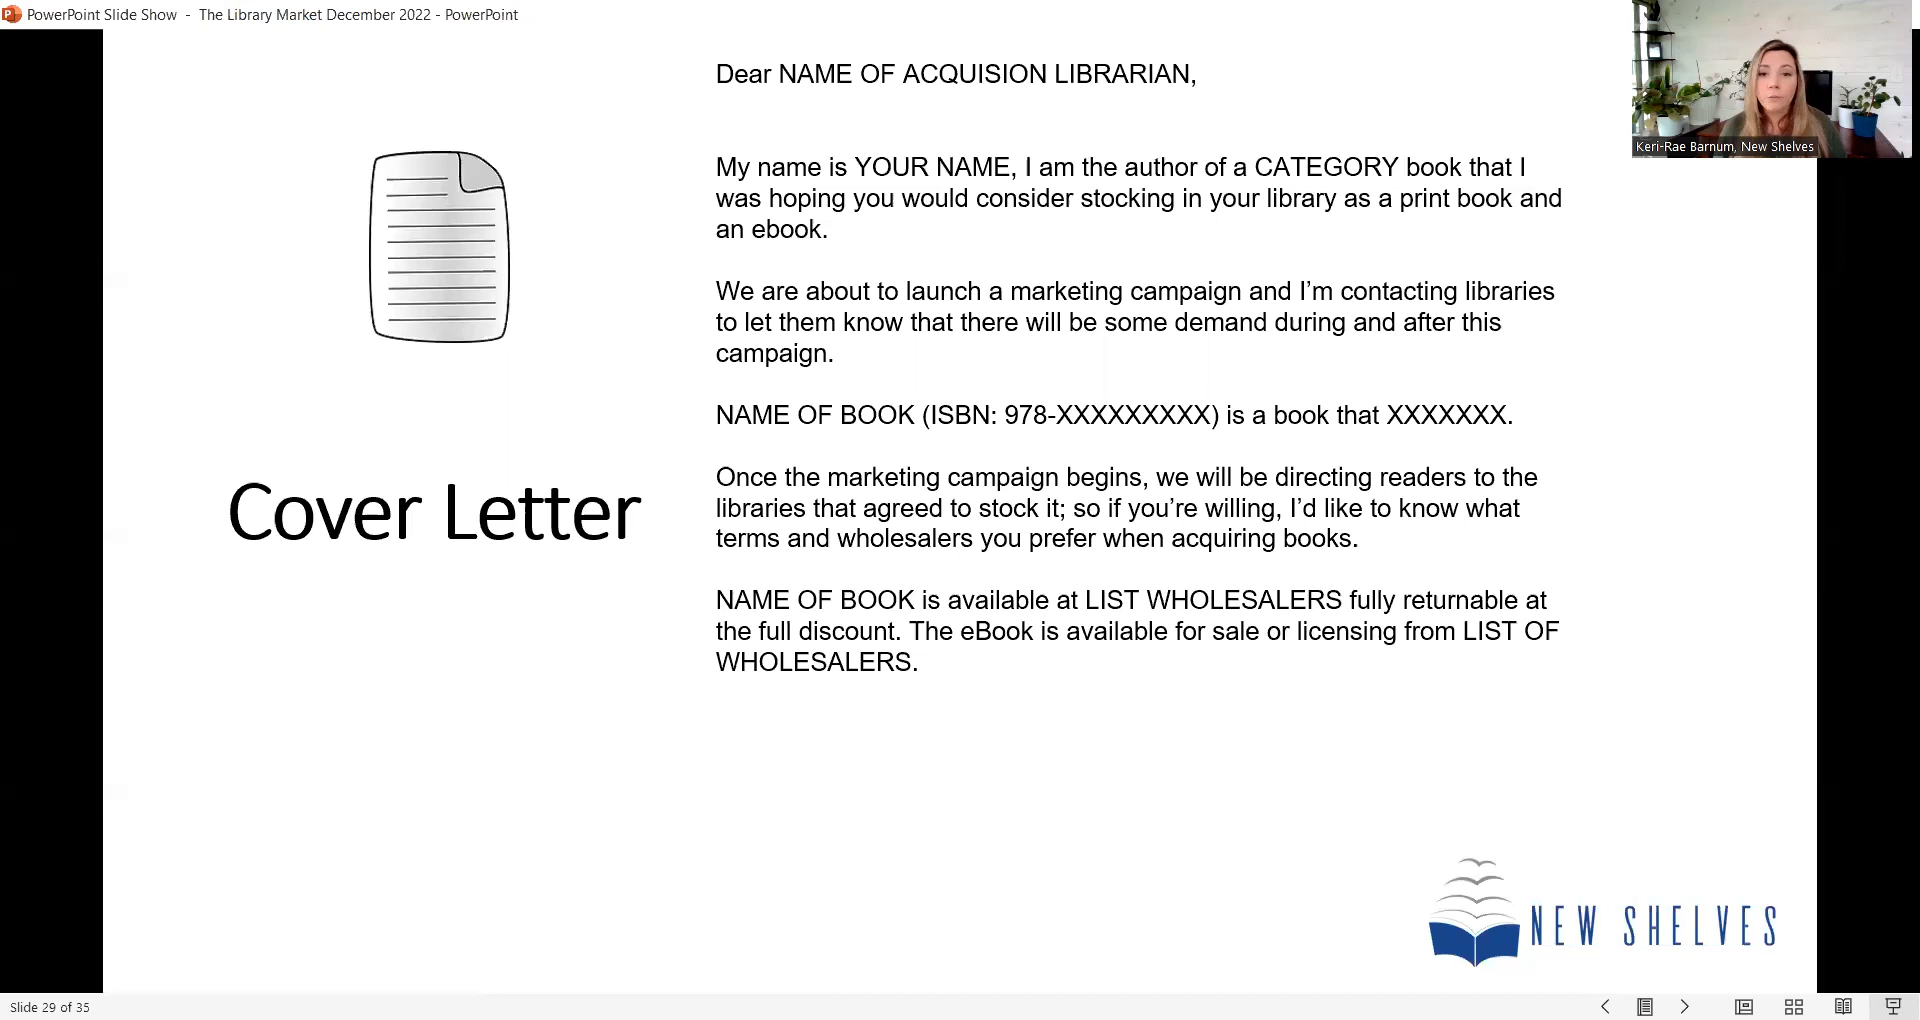 PowerPoint Slide Show - The Library Market December 2022 - PowerPoint
Keri-Rae Barnum, New Shelves
Dear NAME OF ACQUISION LIBRARIAN,
My name is YOUR NAME, I am the author of a CATEGORY book that I
was hoping you would consider stocking in your library as a print book and
an ebook.
We are about to launch a marketing campaign and I’m contacting libraries
to let them know that there will be some demand during and after this
campaign.
NAME OF BOOK (ISBN: 978-XXXXXXXXX) is a book that XXXXXXX.
Once the marketing campaign begins, we will be directing readers to the
libraries that agreed to stock it; so if you’re willing, I’d like to know what
terms and wholesalers you prefer when acquiring books.
NAME OF BOOK is available at LIST WHOLESALERS fully returnable at
the full discount. The eBook is available for sale or licensing from LIST OF
WHOLESALERS.
Cover Letter
NEW SHELVES
Slide 29 of 35